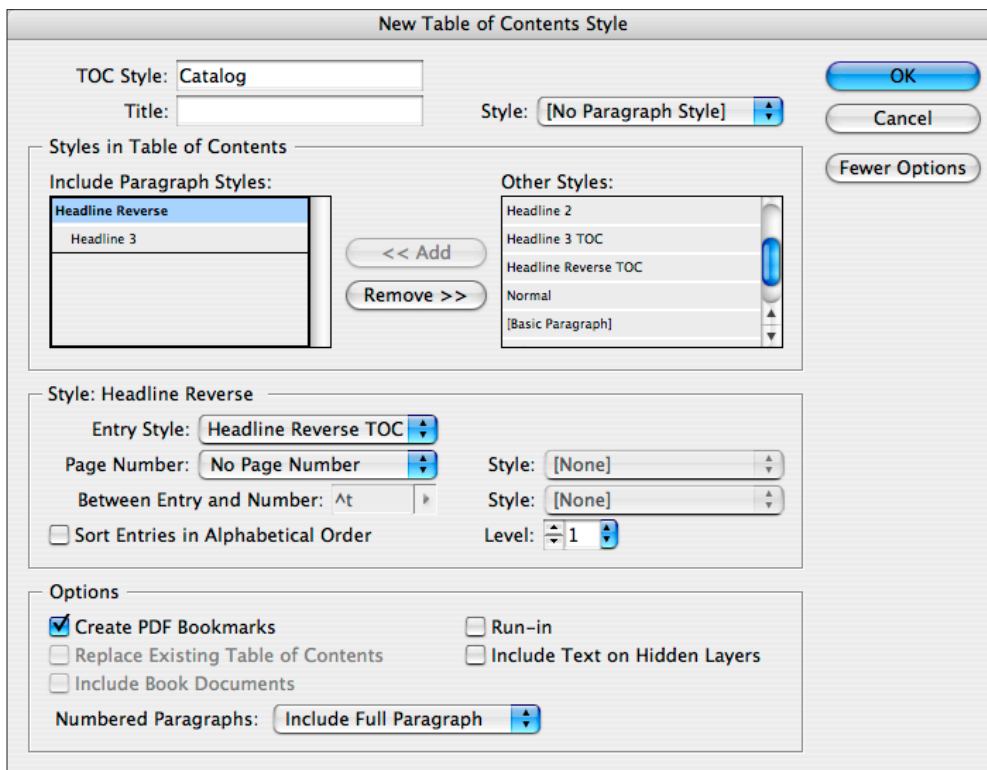 New Table of Contents Style
TOC Style: Catalog
OK
Title:
Style: [No Paragraph Style]
Cancel
Fewer Options
Styles in Table of Contents
Include Paragraph Styles:
Other Styles:
Headline Reverse
Headline 3
<< Add
Remove >>
Headline 2
Headline 3 TOC
Headline Reverse TOC
Normal
[Basic Paragraph]
Style: Headline Reverse
Entry Style: Headline Reverse TOC
Page Number: No Page Number
Style: [None]
Between Entry and Number: ^t
Style: [None]
Sort Entries in Alphabetical Order
Level: 1
Options
Create PDF Bookmarks
Run-in
Replace Existing Table of Contents
Include Text on Hidden Layers
Include Book Documents
Numbered Paragraphs: Include Full Paragraph